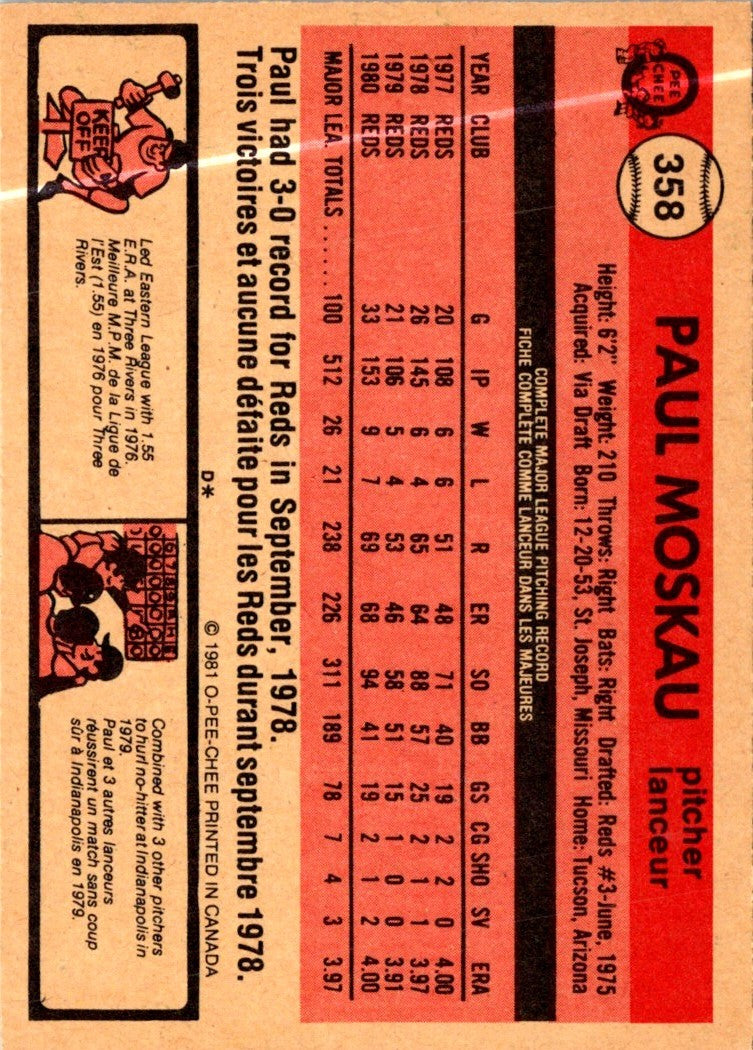 O PEE CHEE
358
PAUL MOSKAU
pitcher
lanceur
Height: 6'2" Weight: 210 Throws: Right Bats: Right Drafted: Reds #3-June, 1975
Acquired: Via Draft Born: 12-20-53, St. Joseph, Missouri Home: Tucson, Arizona
COMPLETE MAJOR LEAGUE PITCHING RECORD
FICHE COMPLETE COMME LANCEUR DANS LES MAJEURES
YEAR CLUB G IP W L R ER SO BB GS CG SHO SV ERA
1977 REDS 20 108 6 6 51 48 71 40 19 2 2 0 4.00
1978 REDS 26 145 6 4 65 64 88 57 25 2 1 1 3.97
1979 REDS 21 106 5 4 53 46 58 51 15 1 0 0 3.91
1980 REDS 33 153 9 7 69 68 94 41 19 2 1 2 4.00
MAJOR LEA. TOTALS ...... 100 512 26 21 238 226 311 189 78 7 4 3 3.97
Paul had 3-0 record for Reds in September, 1978.
Trois victoires et aucune défaite pour les Reds durant septembre 1978.
D* © 1981 O-PEE-CHEE PRINTED IN CANADA
KEEP
OFF
Led Eastern League with 1.55
E.R.A. at Three Rivers in 1976.
Meilleure M.P.M. de la Ligue de
l'Est (1.55) en 1976 pour Three
Rivers.
Combined with 3 other pitchers
to hurl no-hitter at Indianapolis in
1979.
Paul et 3 autres lanceurs
réussirent un match sans coup
sûr à Indianapolis en 1979.